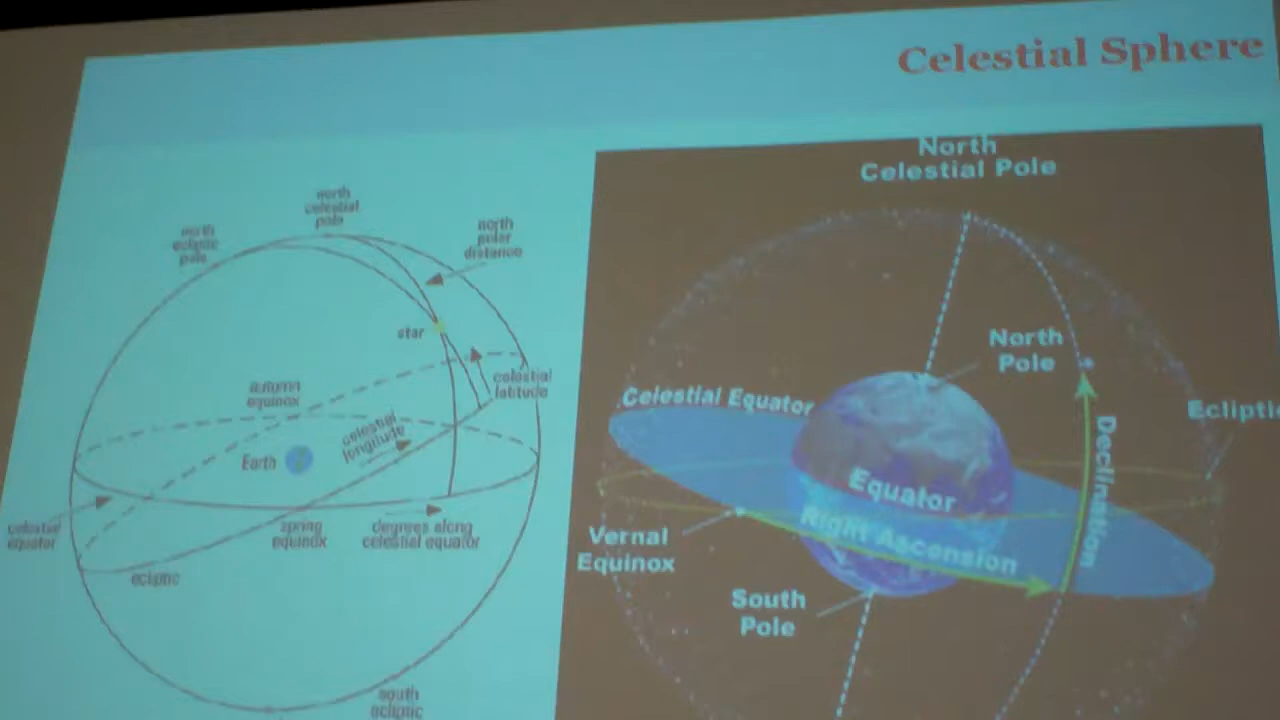 Celestial Sphere
north
celestial
pole
north
ecliptic
pole
north
polar
distance
star
celestial
latitude
autumn
equinox
celestial
longitude
Earth
celestial
equator
spring
equinox
degrees along
celestial equator
ecliptic
south
ecliptic
North
Celestial Pole
North
Pole
Celestial Equator
Ecliptic
Declination
Equator
Right Ascension
Vernal
Equinox
South
Pole